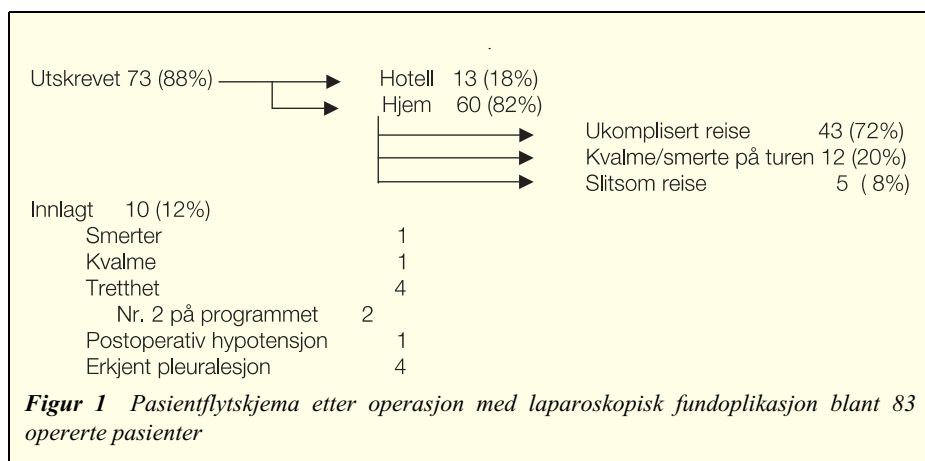 Utskrevet 73 (88%) Hotell 13 (18%)
Hjem 60 (82%)
Ukomplisert reise 43 (72%)
Kvalme/smerte på turen 12 (20%)
Slitsom reise 5 ( 8%)
Innlagt 10 (12%)
Smerter 1
Kvalme 1
Tretthet 4
Nr. 2 på programmet 2
Postoperativ hypotensjon 1
Erkjent pleuralesjon 4
Figur 1 Pasientflytskjema etter operasjon med laparoskopisk fundoplikasjon blant 83
opererte pasienter